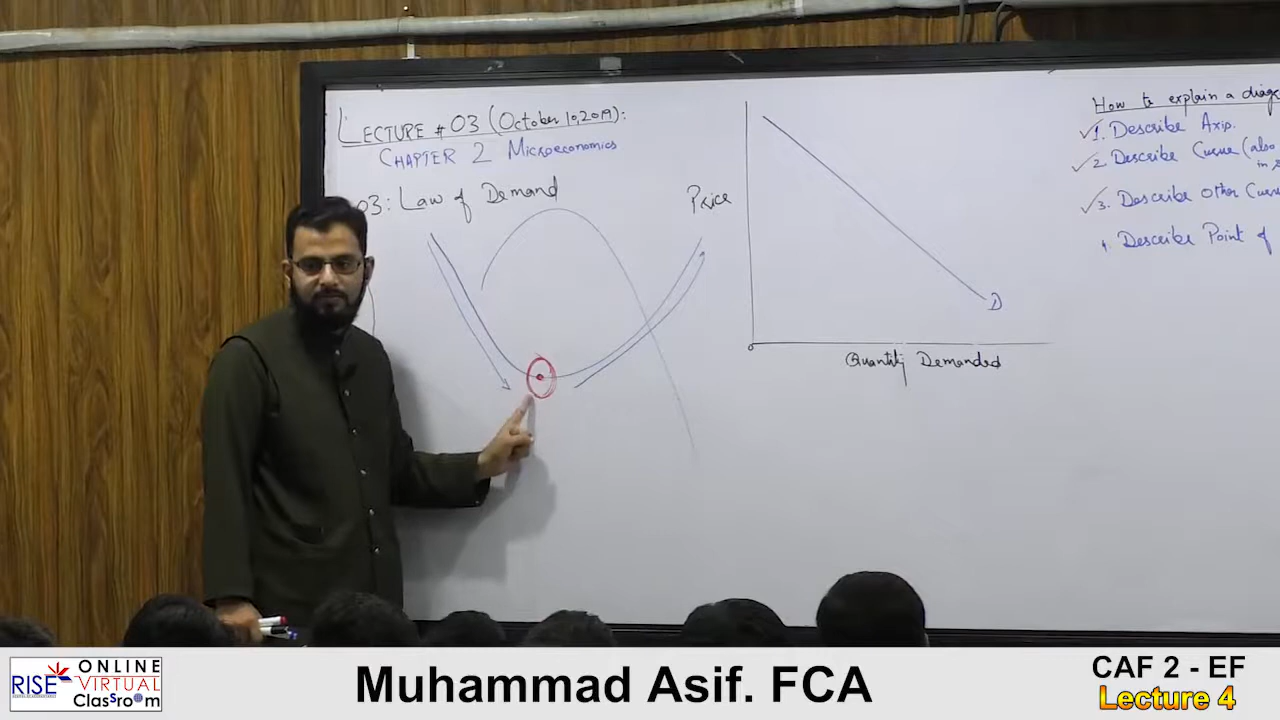 LECTURE # 03 (October 10, 2019):
CHAPTER 2 Microeconomics
03: Law of Demand
Price
D
Quantity Demanded
How to explain a diag
1. Describe Axis.
2. Describe Curve (also
in
3. Describe Other Curve
Describe Point of
RISE
ONLINE
VIRTUAL
ClasSroom
Muhammad Asif. FCA
CAF 2 - EF
Lecture 4